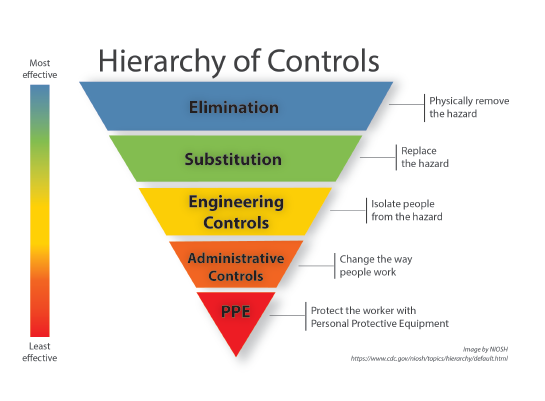 Hierarchy of Controls
Most
effective
Elimination
Physically remove
the hazard
Substitution
Replace
the hazard
Engineering
Controls
Isolate people
from the hazard
Administrative
Controls
Change the way
people work
PPE
Protect the worker with
Personal Protective Equipment
Least
effective
Image by NIOSH
https://www.cdc.gov/niosh/topics/hierarchy/default.html